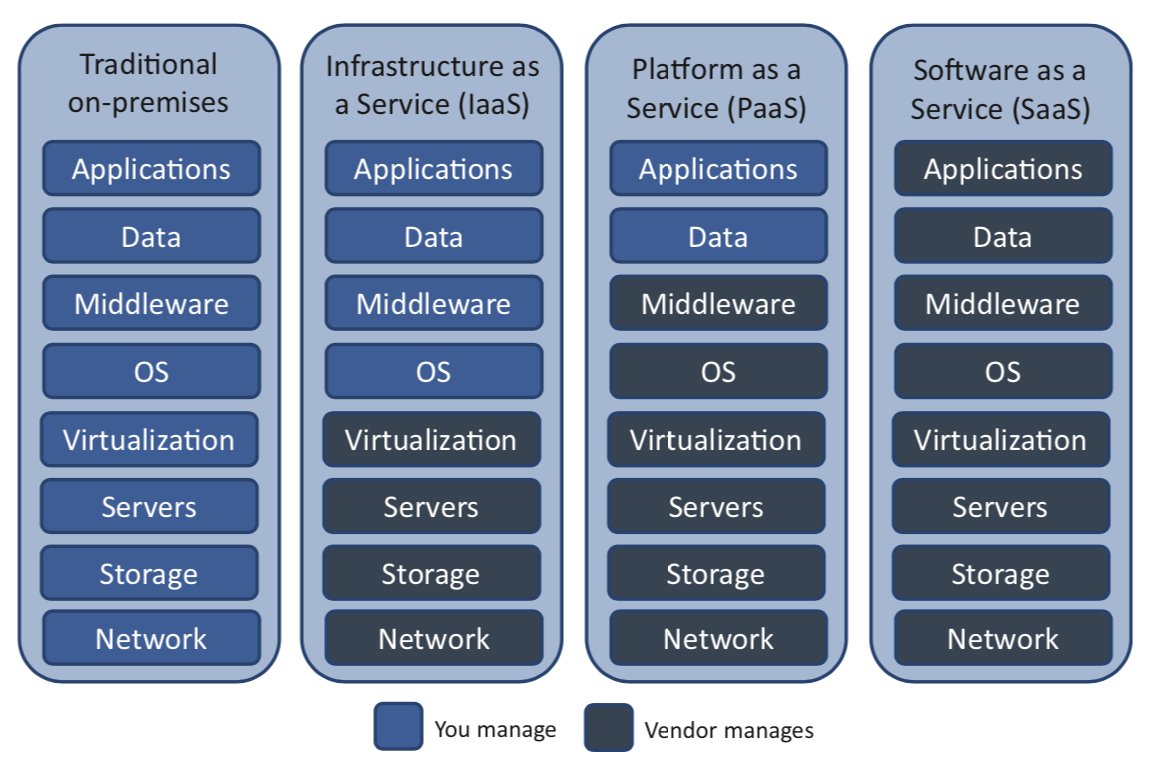 Traditional
on-premises
Applications
Data
Middleware
OS
Virtualization
Servers
Storage
Network
Infrastructure as
a Service (IaaS)
Applications
Data
Middleware
OS
Virtualization
Servers
Storage
Network
Platform as a
Service (PaaS)
Applications
Data
Middleware
OS
Virtualization
Servers
Storage
Network
Software as a
Service (SaaS)
Applications
Data
Middleware
OS
Virtualization
Servers
Storage
Network
You manage
Vendor manages